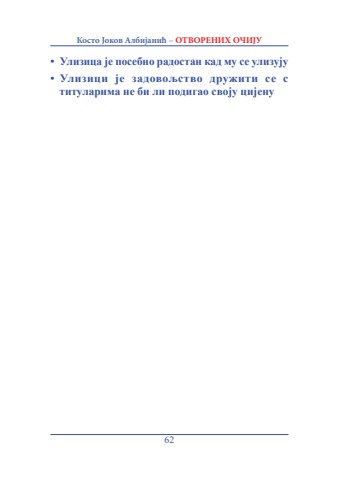 Косто Јоков Албијанић – ОТВОРЕНИХ ОЧИЈУ
• Улизица је посебно радостан кад му се улизују
• Улизици је задовољство дружити се с
титуларима не би ли подигао своју цијену
62